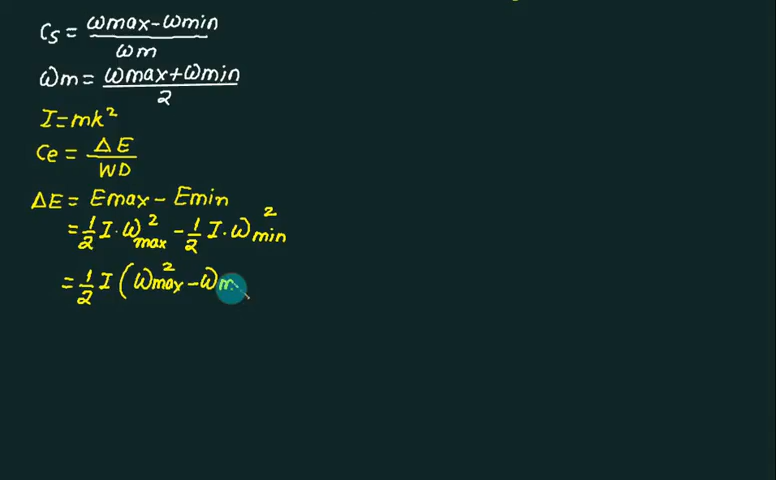 Cs = ωmax-ωmin / ωm
ωm = ωmax+ωmin / 2
I=mk²
Ce = ΔE / WD
ΔE = Emax - Emin
= 1/2 I·ω²max - 1/2 I·ω²min
= 1/2 I (ω²max - ωm